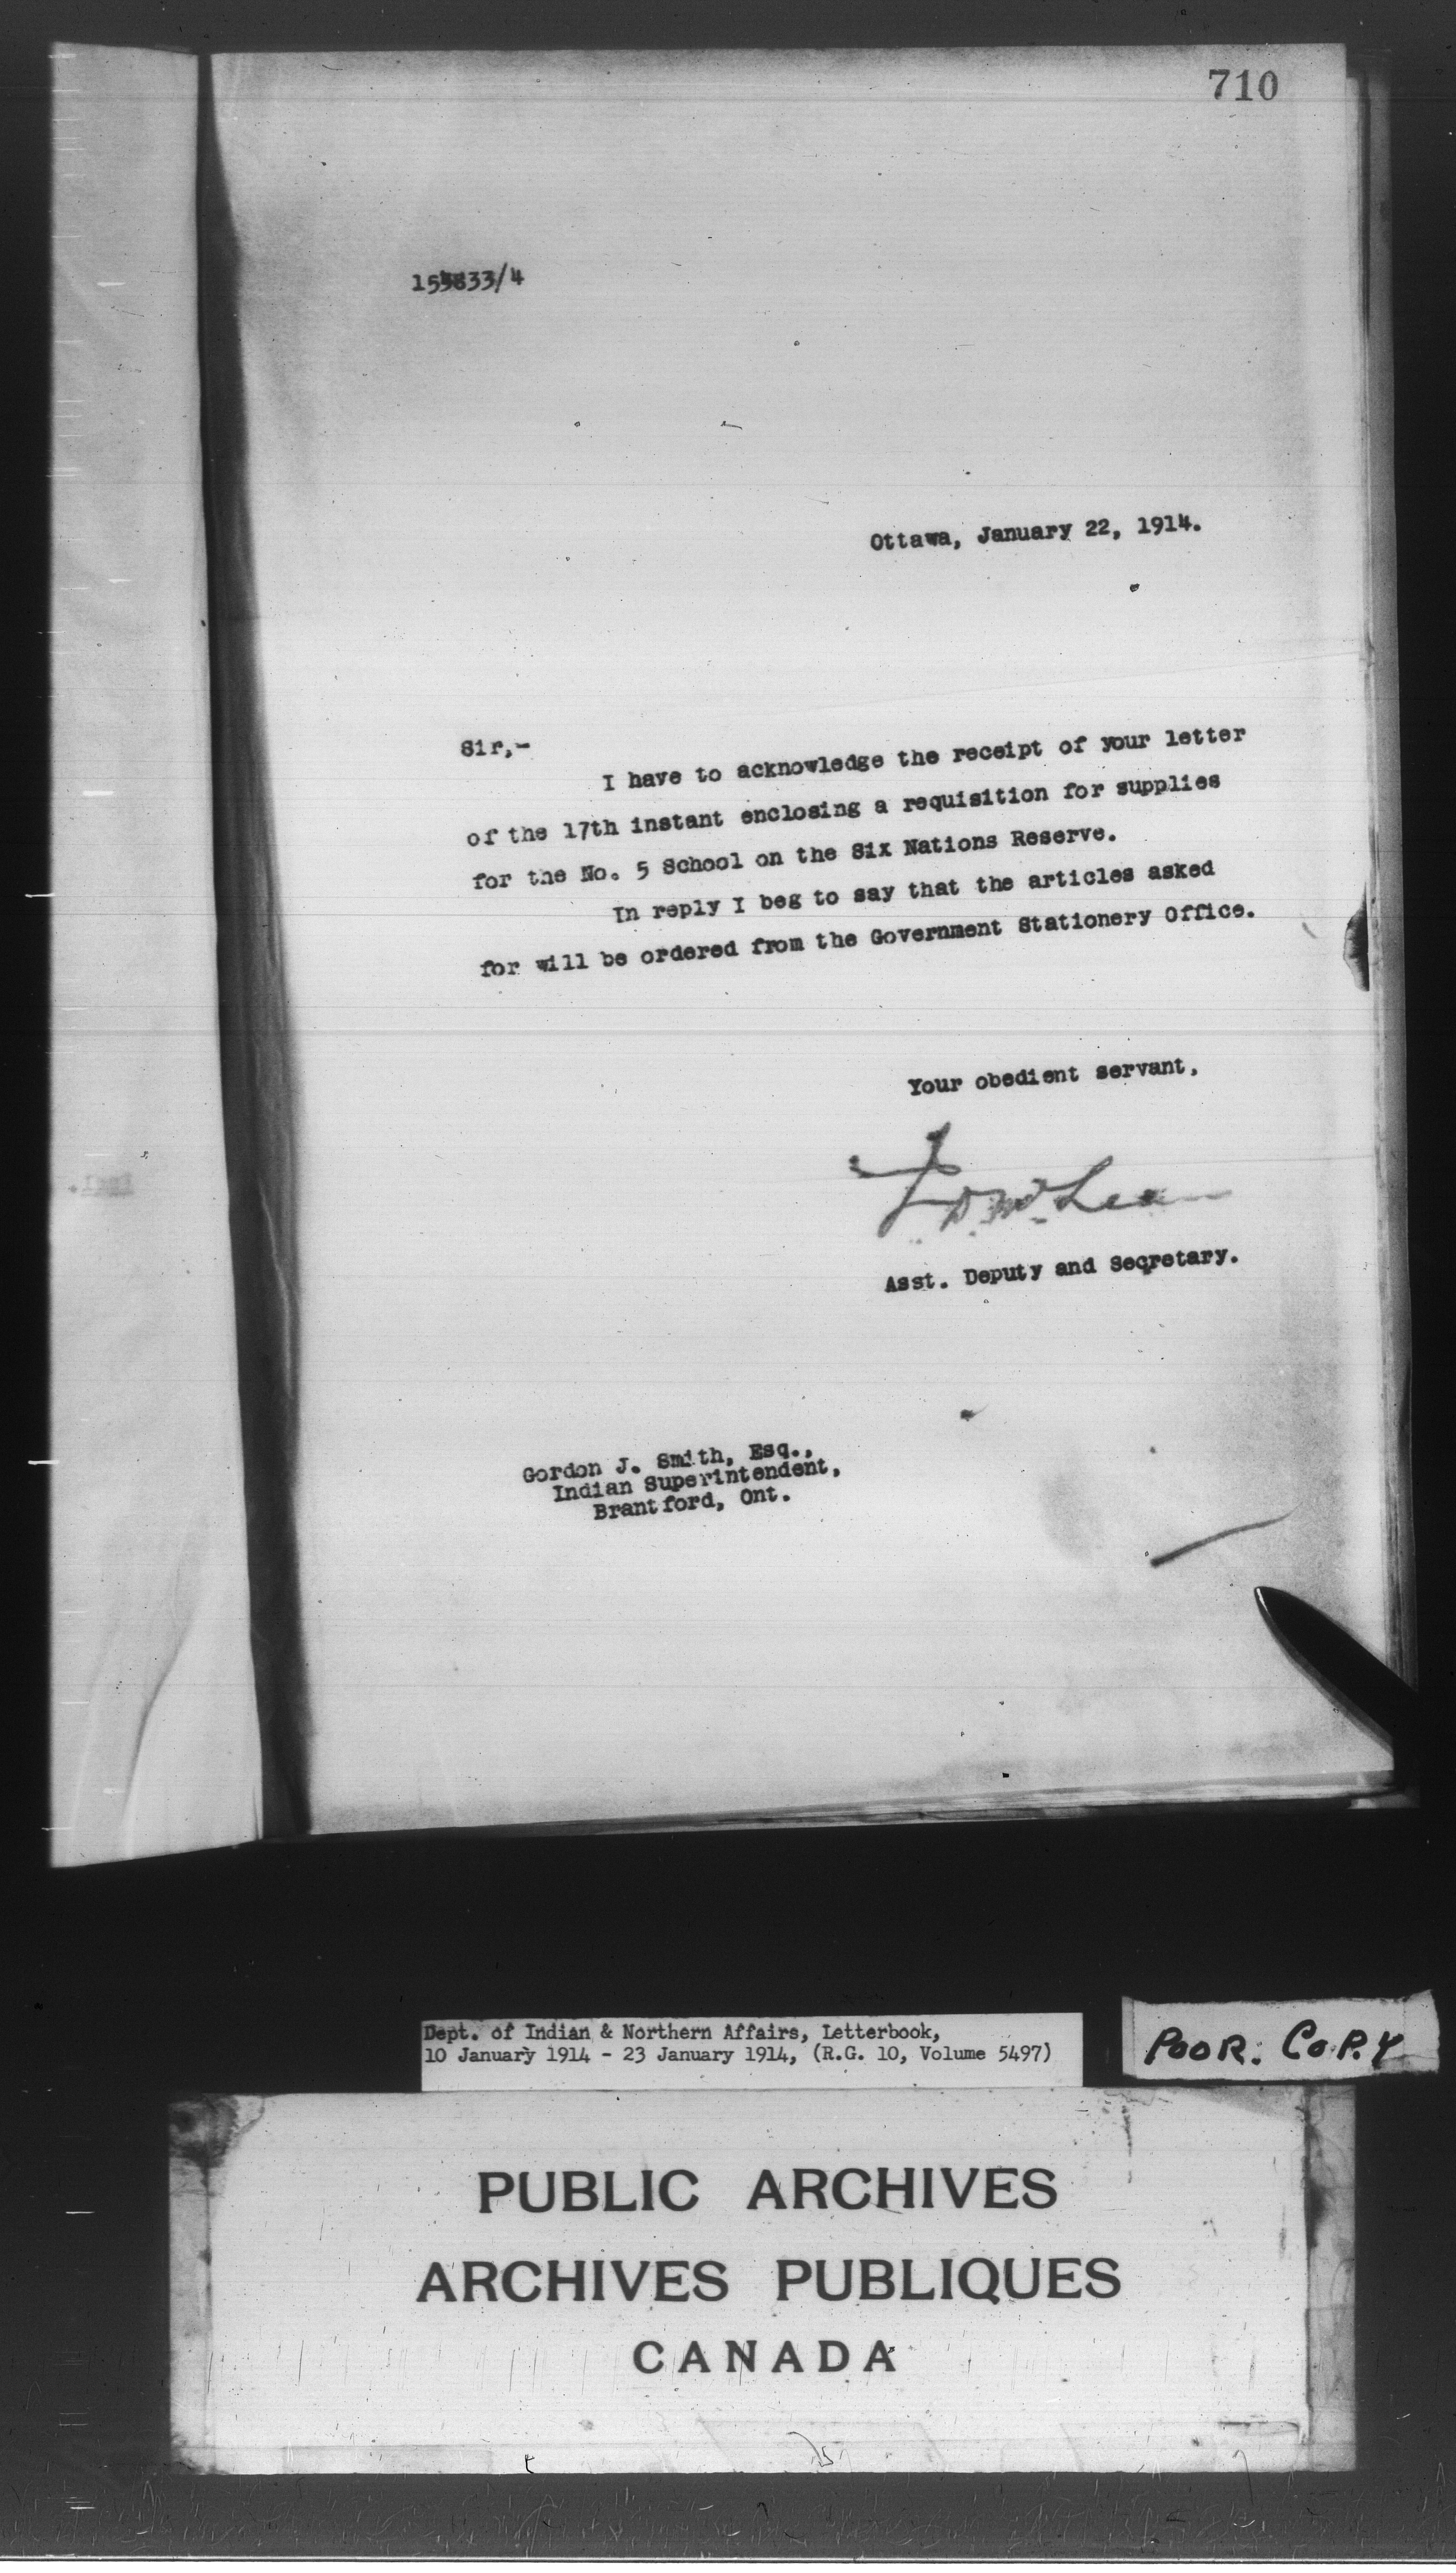 710
Ottawa, January 22, 1914.
Sir,-
I have to acknowledge the receipt of your letter
of the 17th instant enclosing a requisition for supplies
for the No. 5 School on the Six Nations Reserve.
In reply I beg to say that the articles asked
for will be ordered from the Government Stationery Office.
Your obedient servant,
J D McLean
Asst. Deputy and Secretary.
Gordon J. Smith, Esq.,
Indian Superintendent,
Brantford, Ont.
Dept. of Indian & Northern Affairs, Letterbook,
10 January 1914 - 23 January 1914, (R.G. 10, Volume 5497)
POOR. COPY
PUBLIC ARCHIVES
ARCHIVES PUBLIQUES
CANADA